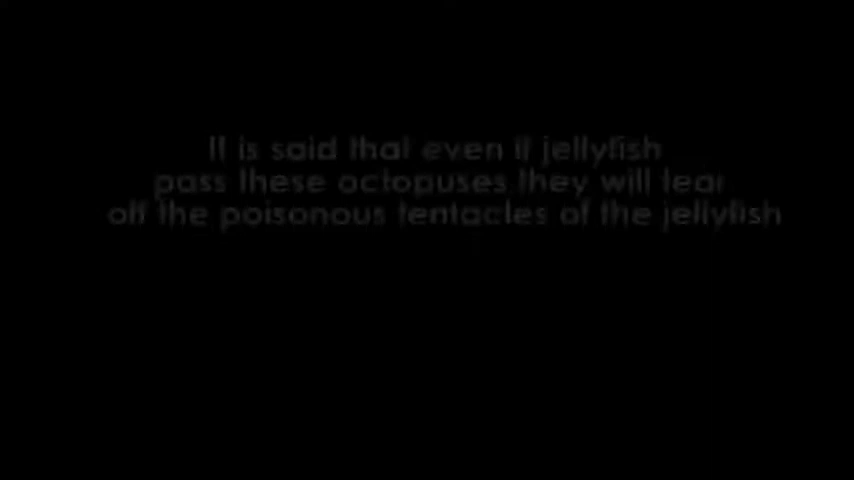 It is said that even if jellyfish
pass these octopuses they will tear
off the poisonous tentacles of the jellyfish